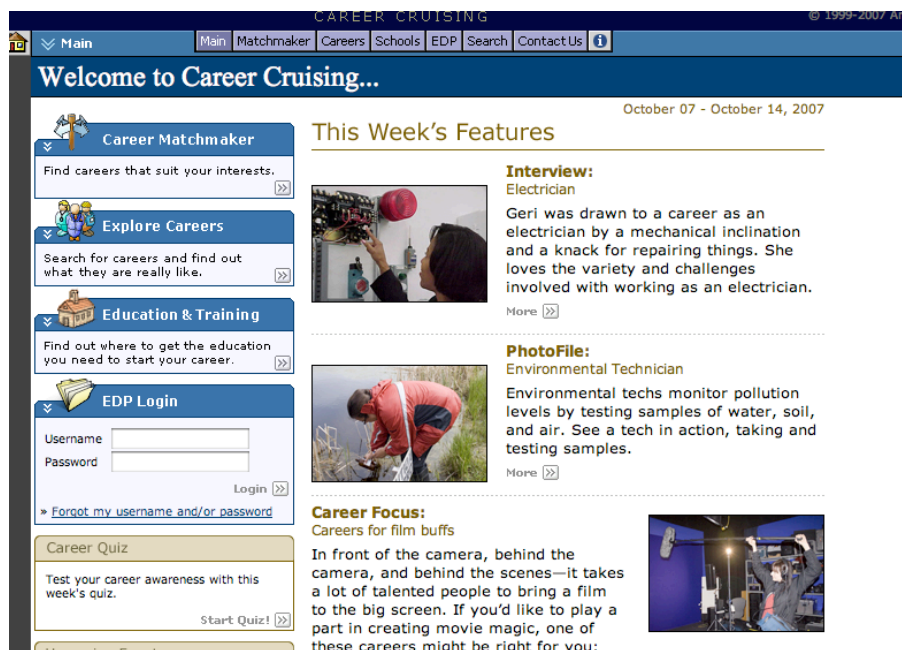 CAREER CRUISING
© 1999-2007
Main
Main Matchmaker Careers Schools EDP Search Contact Us i
Welcome to Career Cruising...
October 07 - October 14, 2007
Career Matchmaker
Find careers that suit your interests.
Explore Careers
Search for careers and find out
what they are really like.
Education & Training
Find out where to get the education
you need to start your career.
EDP Login
Username
Password
Login
» Forgot my username and/or password
Career Quiz
Test your career awareness with this
week's quiz.
Start Quiz!
This Week's Features
Interview:
Electrician
Geri was drawn to a career as an
electrician by a mechanical inclination
and a knack for repairing things. She
loves the variety and challenges
involved with working as an electrician.
More
PhotoFile:
Environmental Technician
Environmental techs monitor pollution
levels by testing samples of water, soil,
and air. See a tech in action, taking and
testing samples.
More
Career Focus:
Careers for film buffs
In front of the camera, behind the
camera, and behind the scenes—it takes
a lot of talented people to bring a film
to the big screen. If you'd like to play a
part in creating movie magic, one of
these careers might be right for you: